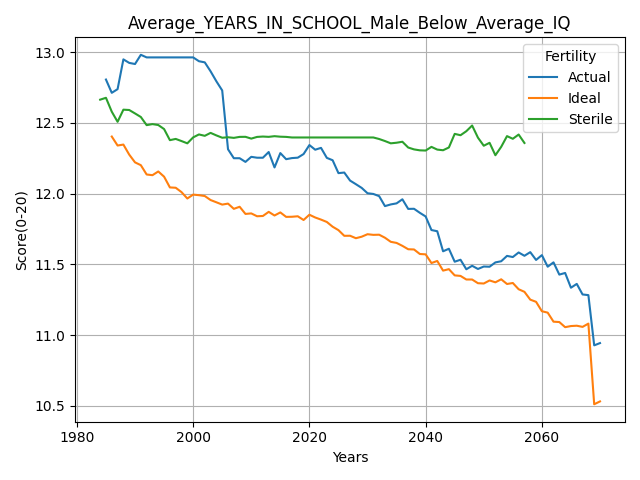 Average_YEARS_IN_SCHOOL_Male_Below_Average_IQ
13.0
12.5
12.0
11.5
11.0
10.5
Score(0-20)
1980
2000
2020
2040
2060
Years
Fertility
Actual
Ideal
Sterile